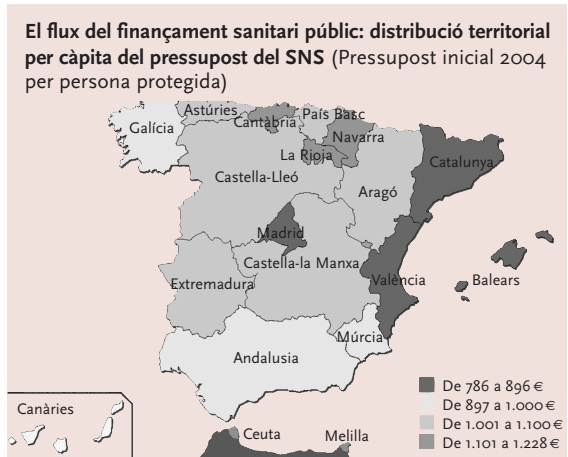 El flux del finançament sanitari públic: distribució territorial
per càpita del pressupost del SNS (Pressupost inicial 2004
per persona protegida)
Astúries
País Basc
Cantàbria
Galícia
Navarra
La Rioja
Catalunya
Castella-Lleó
Aragó
Madrid
Castella-la Manxa
Extremadura
València
Balears
Múrcia
Andalusia
De 786 a 896 €
De 897 a 1.000 €
De 1.001 a 1.100 €
De 1.101 a 1.228 €
Canàries
Ceuta
Melilla